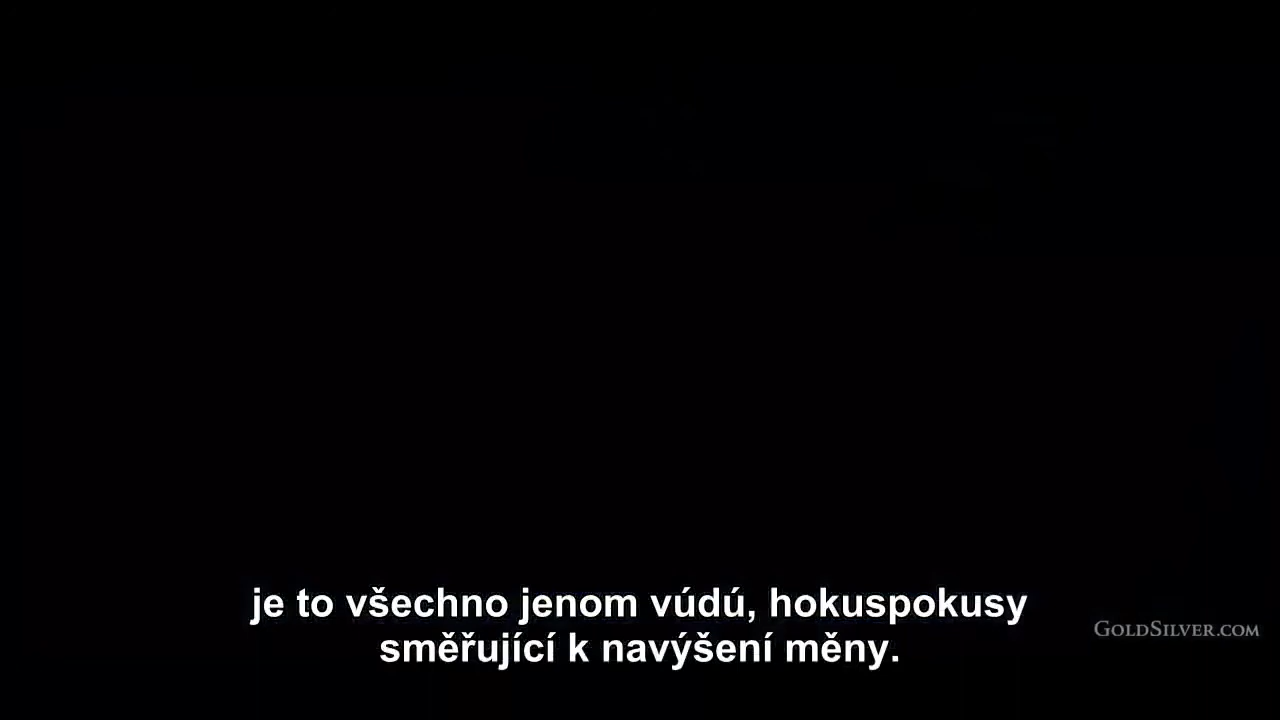 je to všechno jenom vúdú, hokuspokusy
směřující k navýšení měny.
GoldSilver.com